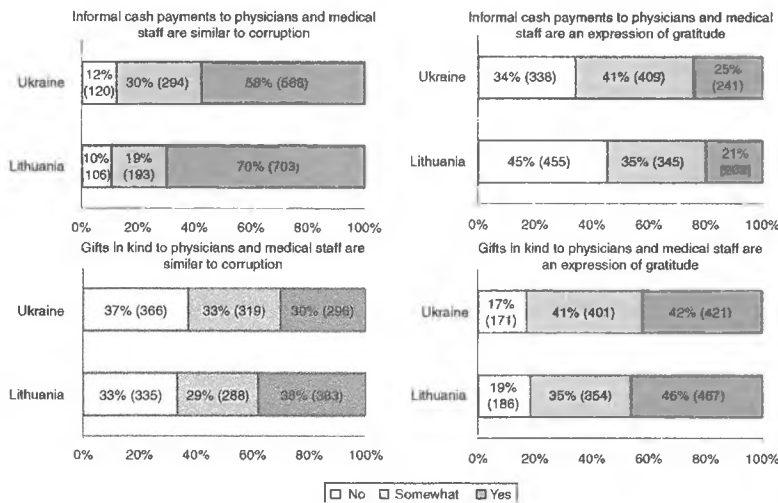 Informal cash payments to physicians and medical
staff are similar to corruption
Ukraine
12%
(120)
30% (294)
58% (568)
Lithuania
10%
(106)
19%
(193)
70% (703)
0% 20% 40% 60% 80% 100%
Informal cash payments to physicians and medical
staff are an expression of gratitude
Ukraine
34% (338)
41% (409)
25%
(241)
Lithuania
45% (455)
35% (345)
21%
0% 20% 40% 60% 80% 100%
Gifts in kind to physicians and medical staff are
similar to corruption
Ukraine
37% (366)
33% (319)
30% (296)
Lithuania
33% (335)
29% (288)
38% (383)
0% 20% 40% 60% 80% 100%
Gifts in kind to physicians and medical staff are
an expression of gratitude
Ukraine
17%
(171)
41% (401)
42% (421)
Lithuania
19%
(186)
35% (354)
46% (467)
0% 20% 40% 60% 80% 100%
No Somewhat Yes